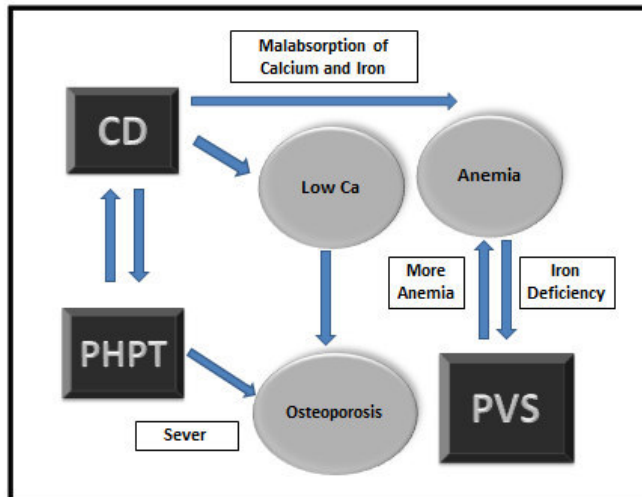 Malabsorption of
Calcium and Iron
CD
Low Ca
Anemia
More
Anemia
Iron
Deficiency
PHPT
Osteoporosis
PVS
Sever